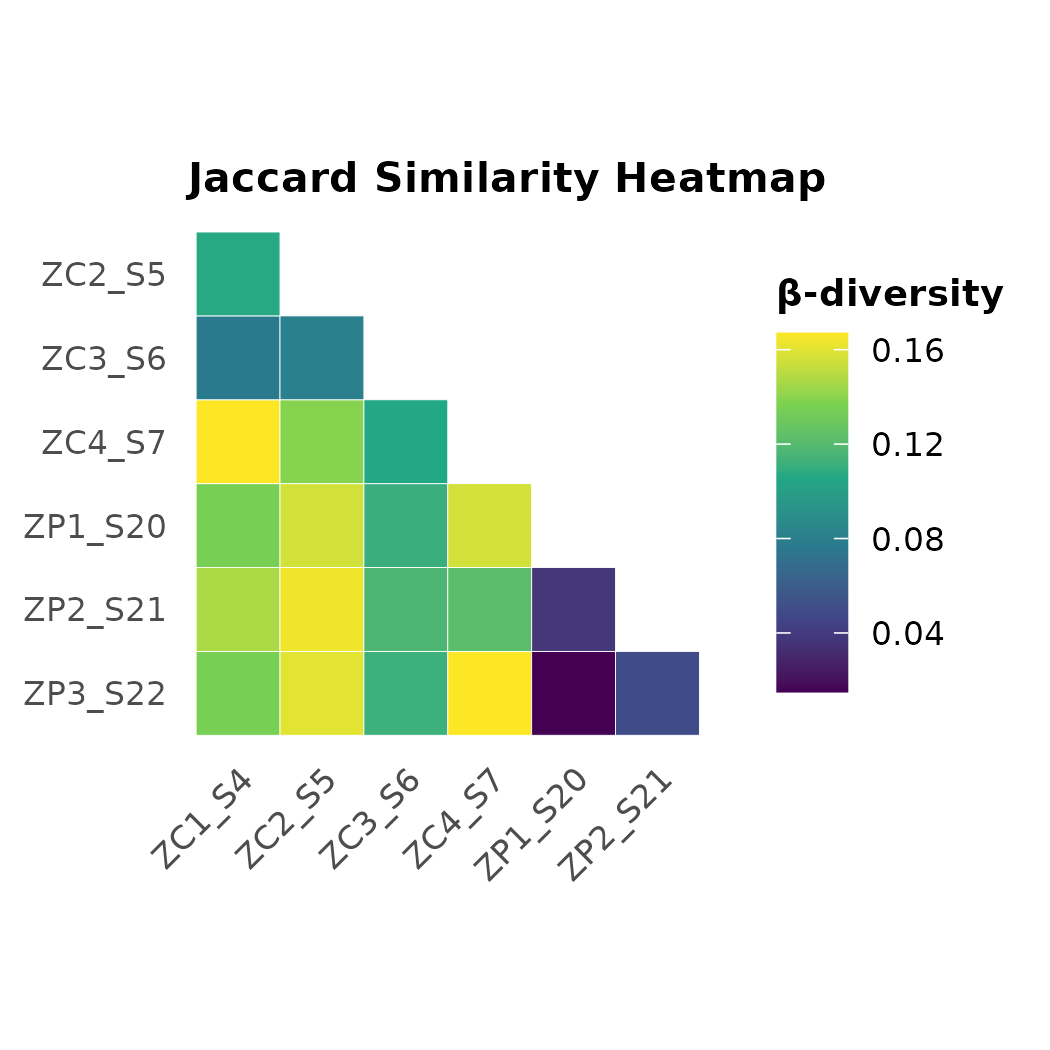 Jaccard Similarity Heatmap
ZC2_S5
ZC3_S6
ZC4_S7
ZP1_S20
ZP2_S21
ZP3_S22
ZC1_S4
ZC2_S5
ZC3_S6
ZC4_S7
ZP1_S20
ZP2_S21
β-diversity
0.16
0.12
0.08
0.04